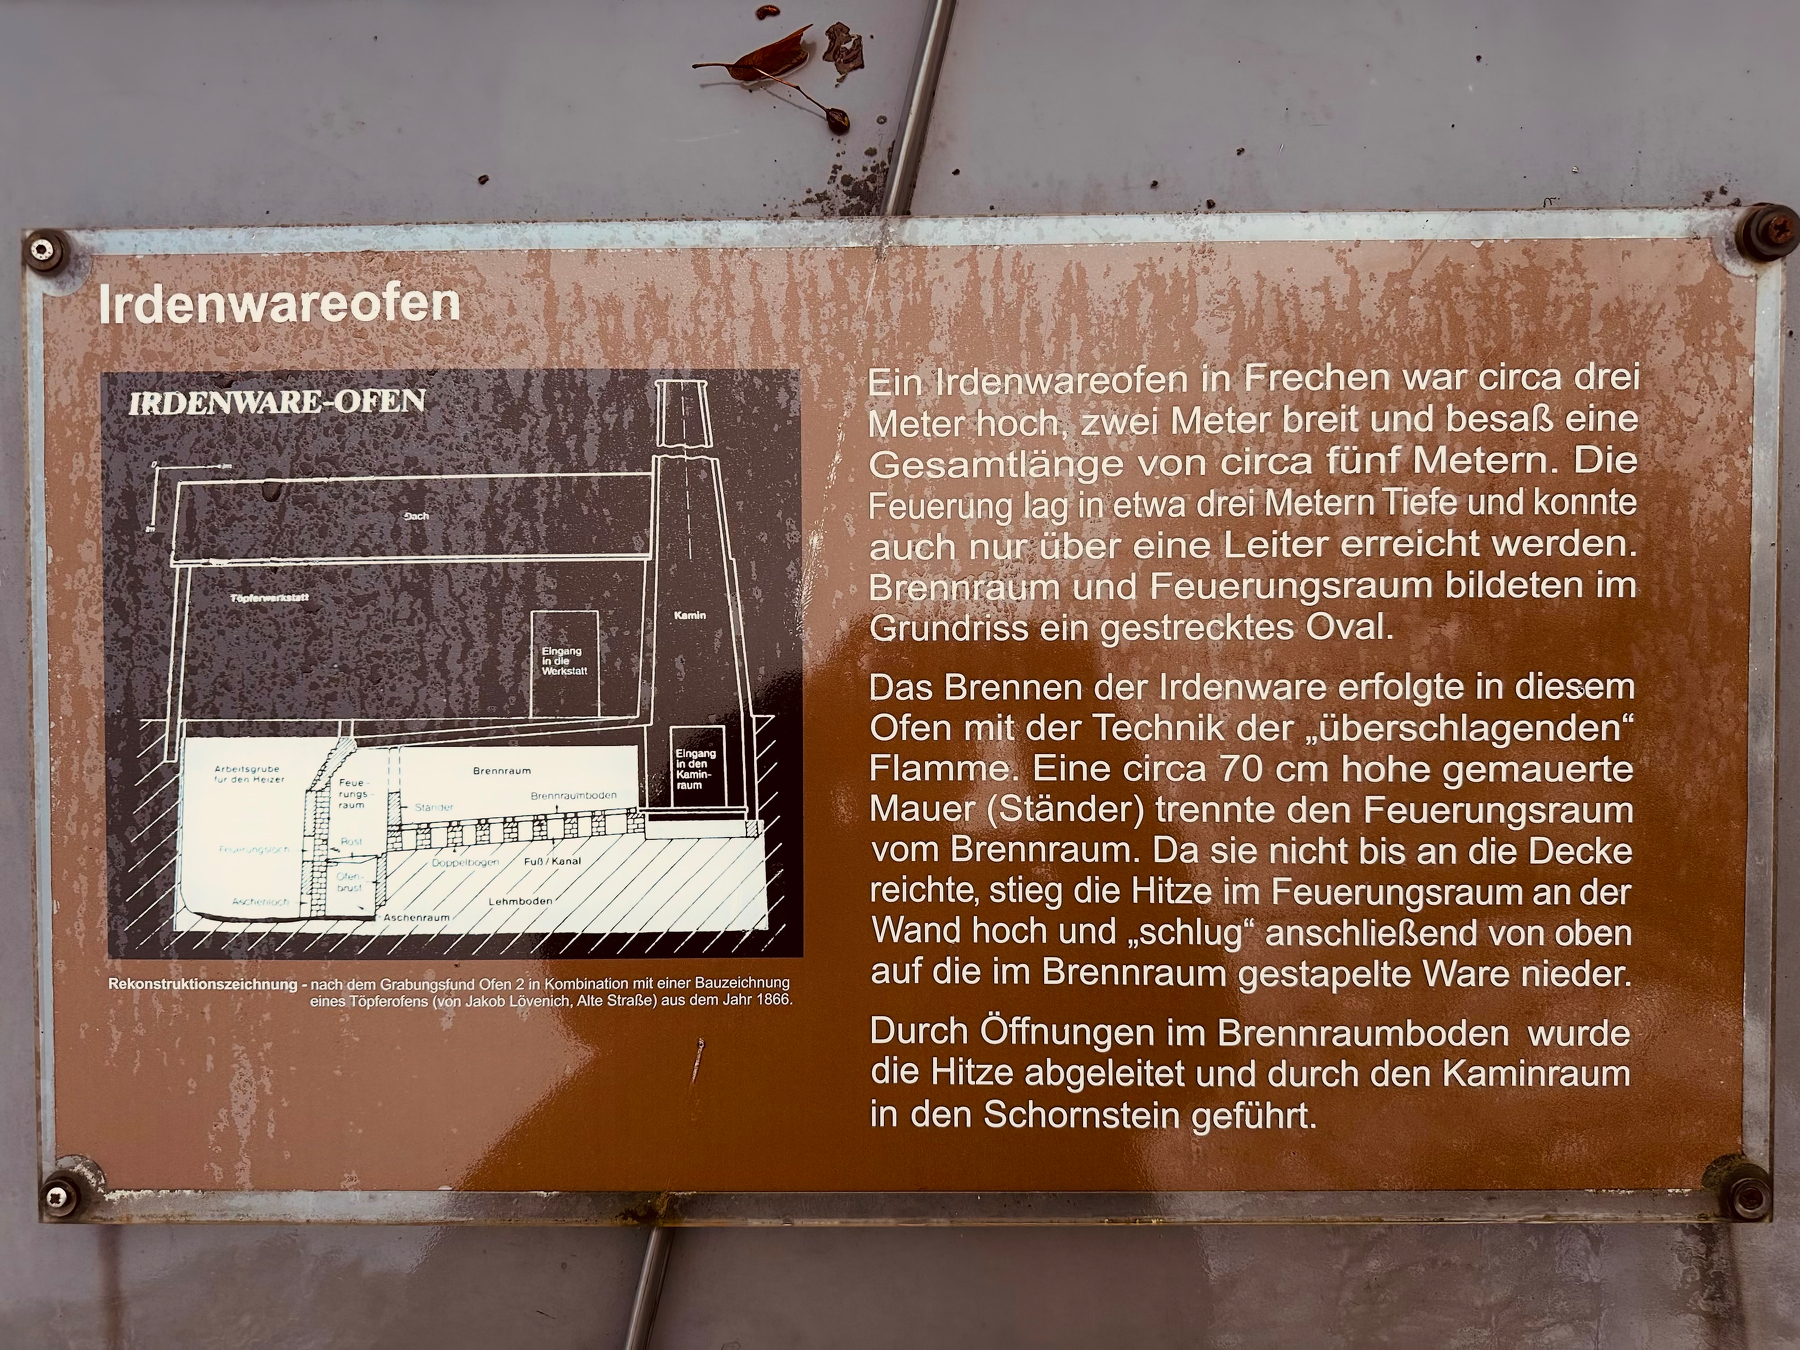 Irdenwareofen
IRDENWARE-OFEN
Dach
Töpferwerkstatt
Kamin
Eingang
in die
Werkstatt
Eingang
in den
Kamin-
raum
Arbeitsgrube
für den Heizer
Feue-
rungs-
raum
Brennraum
Ständer
Brennraumboden
Feuerungsloch
Rost
Doppelbogen
Fuß/Kanal
Ofen-
brust
Aschenloch
Lehmboden
Aschenraum
Rekonstruktionszeichnung - nach dem Grabungsfund Ofen 2 in Kombination mit einer Bauzeichnung
eines Töpferofens (von Jakob Lövenich, Alte Straße) aus dem Jahr 1866.
Ein Irdenwareofen in Frechen war circa drei
Meter hoch, zwei Meter breit und besaß eine
Gesamtlänge von circa fünf Metern. Die
Feuerung lag in etwa drei Metern Tiefe und konnte
auch nur über eine Leiter erreicht werden.
Brennraum und Feuerungsraum bildeten im
Grundriss ein gestrecktes Oval.
Das Brennen der Irdenware erfolgte in diesem
Ofen mit der Technik der „überschlagenden“
Flamme. Eine circa 70 cm hohe gemauerte
Mauer (Ständer) trennte den Feuerungsraum
vom Brennraum. Da sie nicht bis an die Decke
reichte, stieg die Hitze im Feuerungsraum an der
Wand hoch und „schlug“ anschließend von oben
auf die im Brennraum gestapelte Ware nieder.
Durch Öffnungen im Brennraumboden wurde
die Hitze abgeleitet und durch den Kaminraum
in den Schornstein geführt.